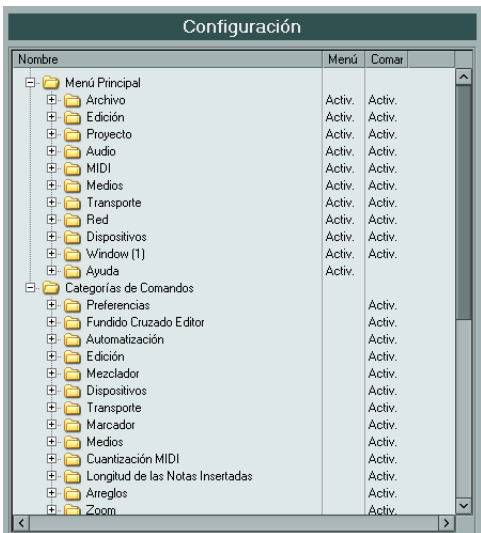 Configuración
Nombre Menú Comar
Menú Principal
Archivo Activ. Activ.
Edición Activ. Activ.
Proyecto Activ. Activ.
Audio Activ. Activ.
MIDI Activ. Activ.
Medios Activ. Activ.
Transporte Activ. Activ.
Red Activ. Activ.
Dispositivos Activ. Activ.
Window (1) Activ. Activ.
Ayuda Activ.
Categorías de Comandos
Preferencias Activ.
Fundido Cruzado Editor Activ.
Automatización Activ.
Edición Activ.
Mezclador Activ.
Dispositivos Activ.
Transporte Activ.
Marcador Activ.
Medios Activ.
Cuantización MIDI Activ.
Longitud de las Notas Insertadas Activ.
Arreglos Activ.
Zoom Activ.